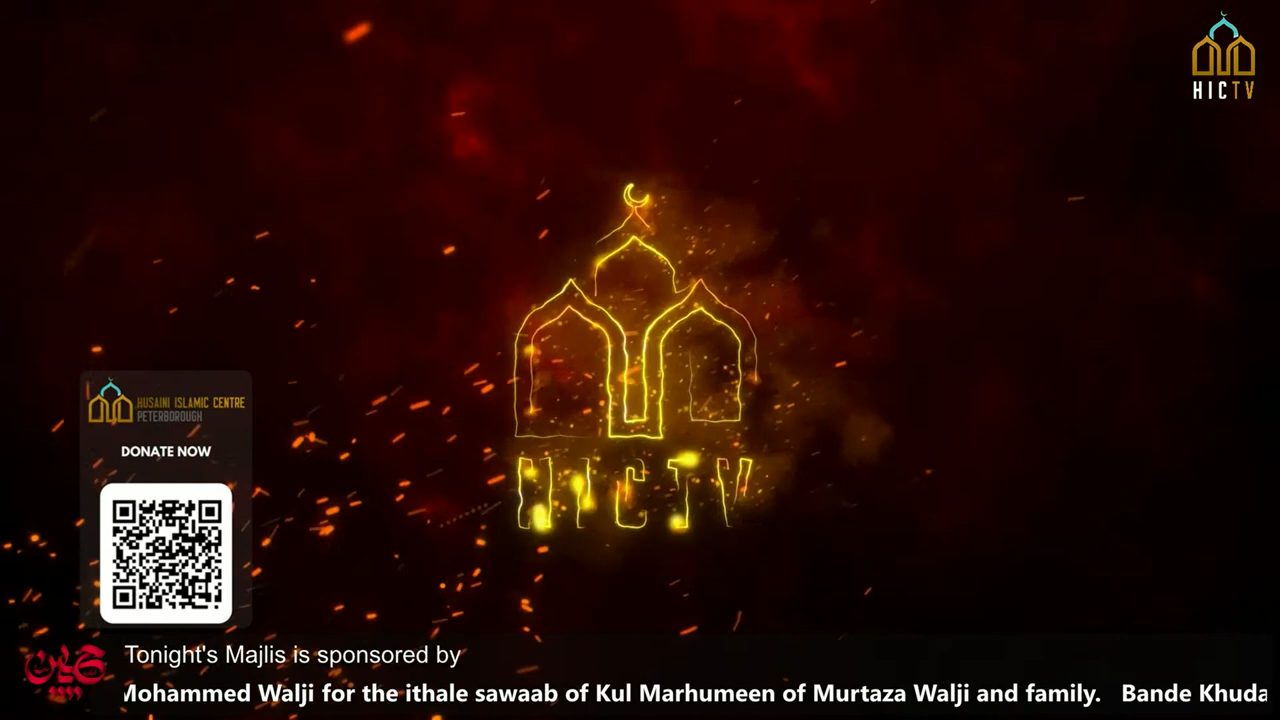 HICTV
HICTV
HUSAINI ISLAMIC CENTRE
PETERBOROUGH
DONATE NOW
Tonight's Majlis is sponsored by
Mohammed Walji for the ithale sawaab of Kul Marhumeen of Murtaza Walji and family. Bande Khuda
حسین